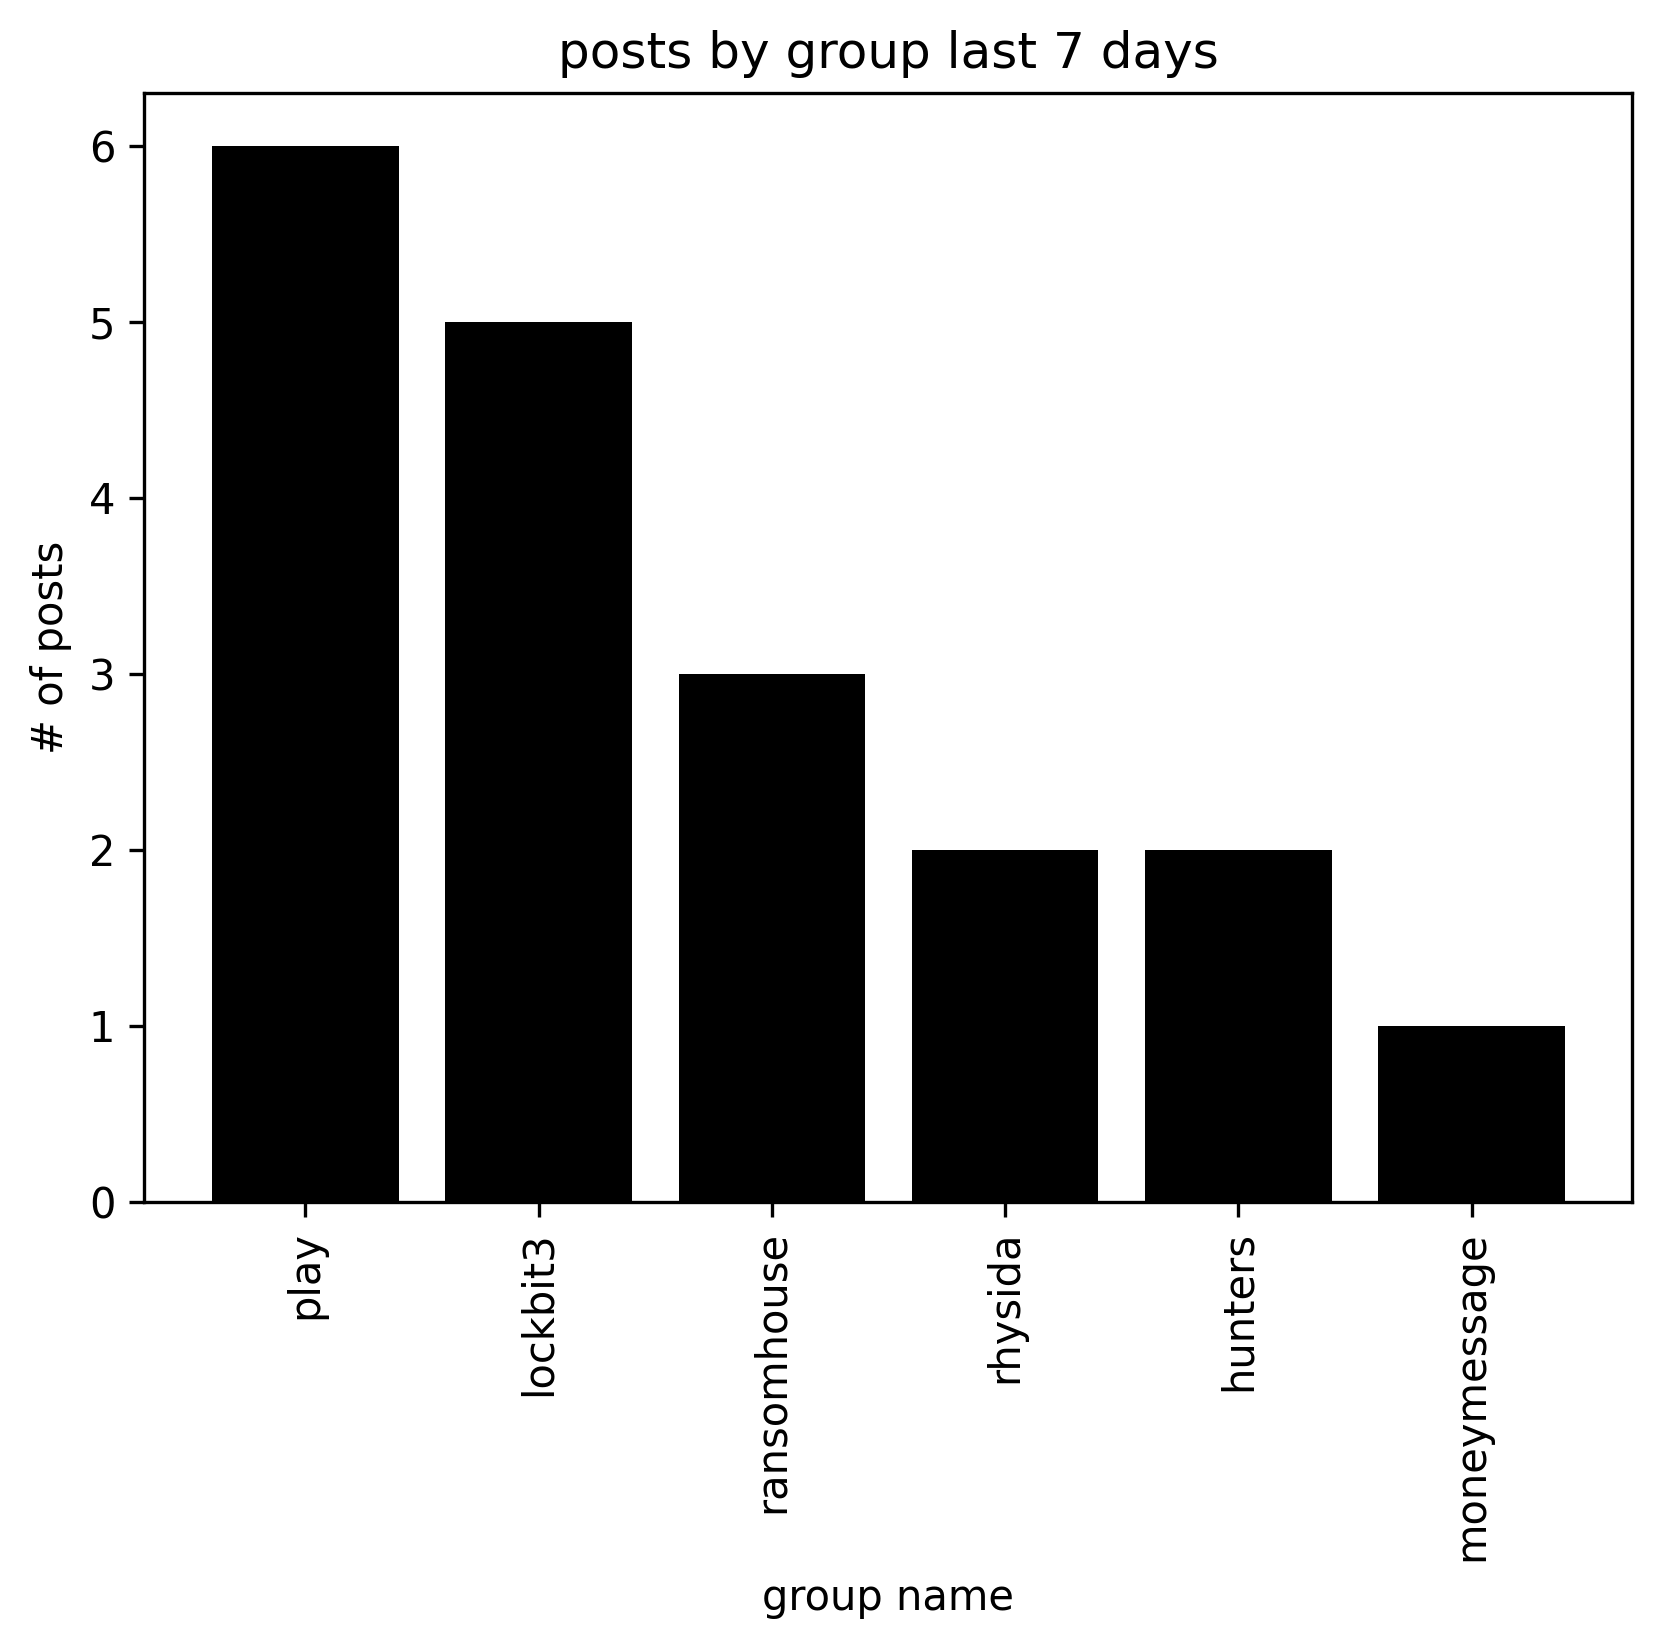 posts by group last 7 days
# of posts
6
5
4
3
2
1
0
play
lockbit3
ransomhouse
rhysida
hunters
moneymessage
group name